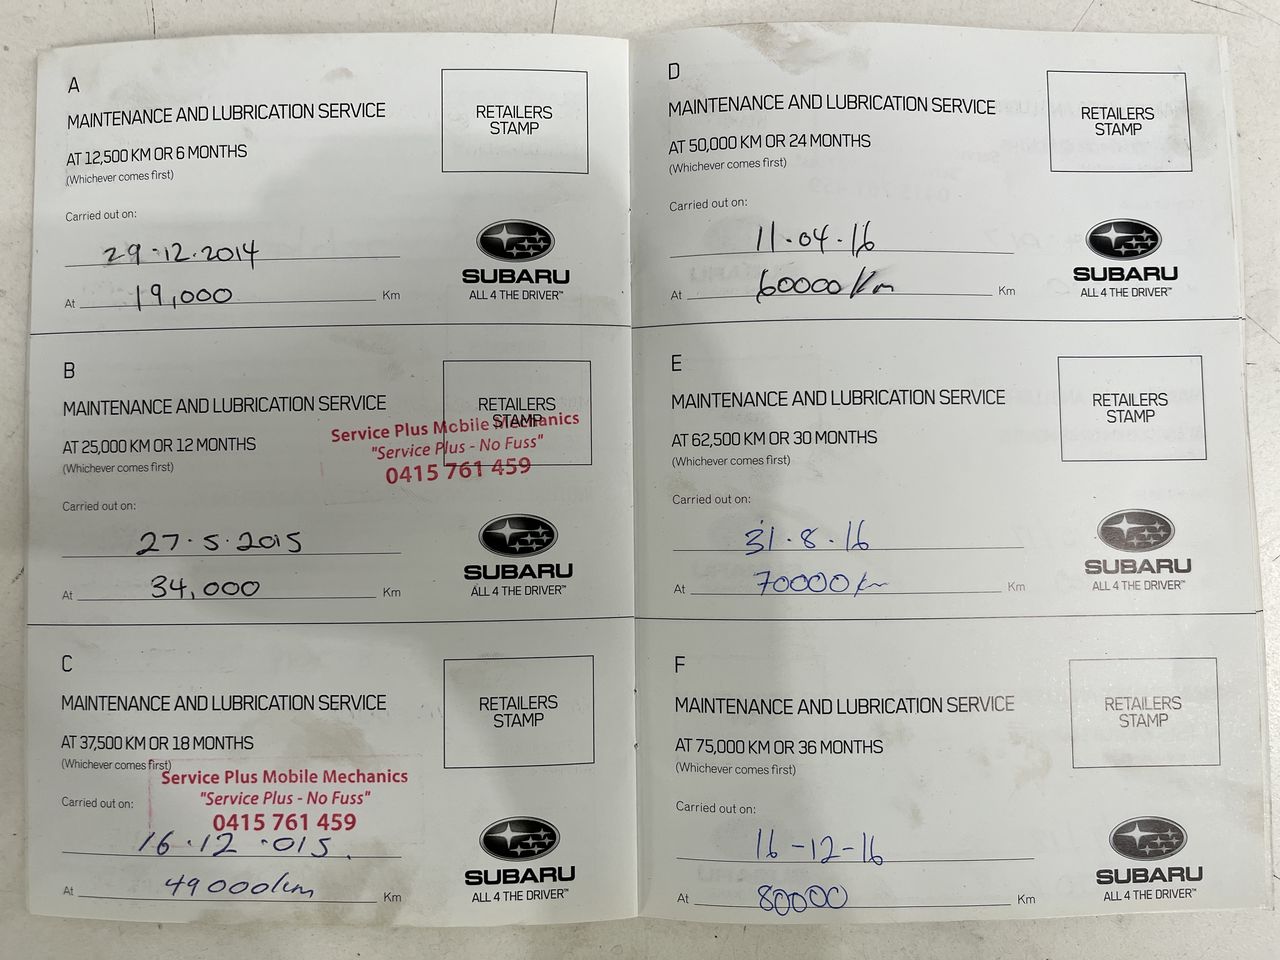 A
MAINTENANCE AND LUBRICATION SERVICE
RETAILERS
STAMP
AT 12,500 KM OR 6 MONTHS
(Whichever comes first)
Carried out on:
29.12.2014
At 19,000 Km
SUBARU
ALL 4 THE DRIVER™
B
MAINTENANCE AND LUBRICATION SERVICE
RETAILERS
STAMP
Service Plus Mobile Mechanics
"Service Plus - No Fuss"
0415 761 459
AT 25,000 KM OR 12 MONTHS
(Whichever comes first)
Carried out on:
27.5.2015
At 34,000 Km
SUBARU
ALL 4 THE DRIVER™
C
MAINTENANCE AND LUBRICATION SERVICE
RETAILERS
STAMP
AT 37,500 KM OR 18 MONTHS
(Whichever comes first)
Service Plus Mobile Mechanics
"Service Plus - No Fuss"
0415 761 459
Carried out on:
16.12.015.
At 49000km Km
SUBARU
ALL 4 THE DRIVER™
D
MAINTENANCE AND LUBRICATION SERVICE
RETAILERS
STAMP
AT 50,000 KM OR 24 MONTHS
(Whichever comes first)
Carried out on:
11.04.16
At 60000Km Km
SUBARU
ALL 4 THE DRIVER™
E
MAINTENANCE AND LUBRICATION SERVICE
RETAILERS
STAMP
AT 62,500 KM OR 30 MONTHS
(Whichever comes first)
Carried out on:
31.8.16
At 70000km Km
SUBARU
ALL 4 THE DRIVER™
F
MAINTENANCE AND LUBRICATION SERVICE
RETAILERS
STAMP
AT 75,000 KM OR 36 MONTHS
(Whichever comes first)
Carried out on:
16-12-16
At 80000 Km
SUBARU
ALL 4 THE DRIVER™